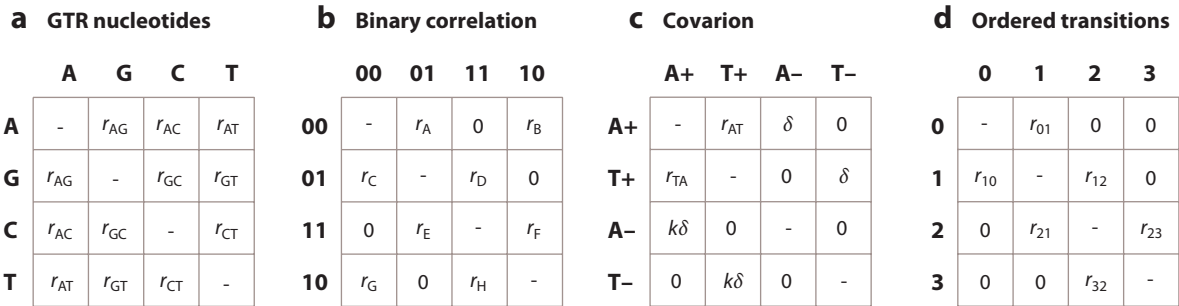 a GTR nucleotides b Binary correlation c Covarion d Ordered transitions
A G C T 00 01 11 10 A+ T+ A– T– 0 1 2 3
A - rAG rAC rAT 00 - rA 0 rB A+ - rAT δ 0 0 - r01 0 0
G rAG - rGC rGT 01 rC - rD 0 T+ rTA - 0 δ 1 r10 - r12 0
C rAC rGC - rCT 11 0 rE - rF A– kδ 0 - 0 2 0 r21 - r23
T rAT rGT rCT - 10 rG 0 rH - T– 0 kδ 0 - 3 0 0 r32 -